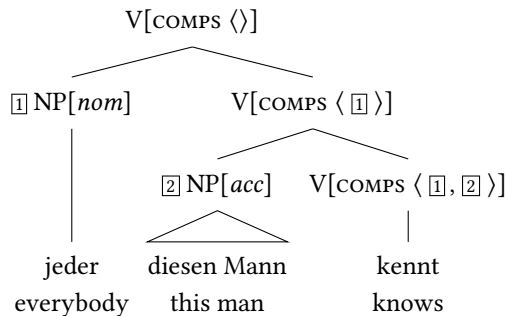 V[COMPS ⟨⟩]
1 NP[nom] V[COMPS ⟨ 1 ⟩]
2 NP[acc] V[COMPS ⟨ 1 , 2 ⟩]
jeder diesen Mann kennt
everybody this man knows